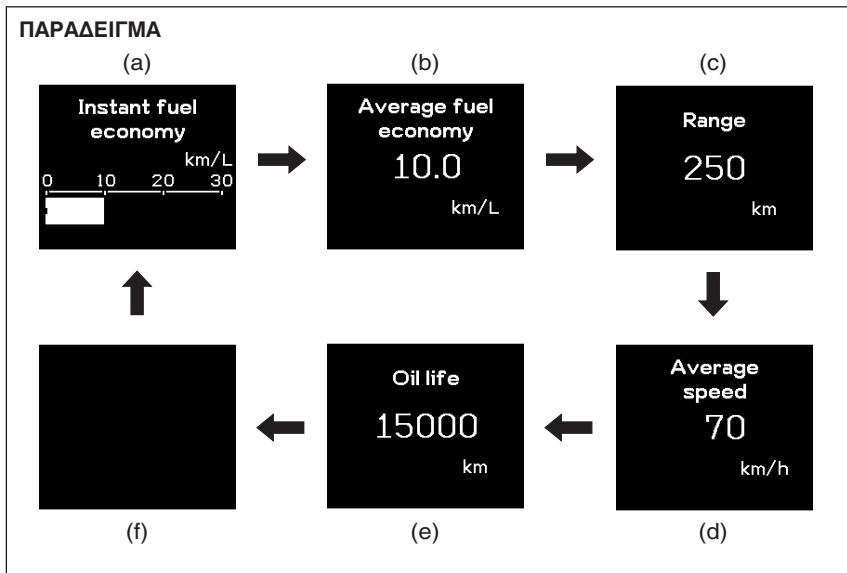 ΠΑΡΑΔΕΙΓΜΑ
(a)
Instant fuel
economy
km/L
0 10 20 30
(b)
Average fuel
economy
10.0
km/L
(c)
Range
250
km
Average
speed
70
km/h
(d)
Oil life
15000
km
(e)
(f)